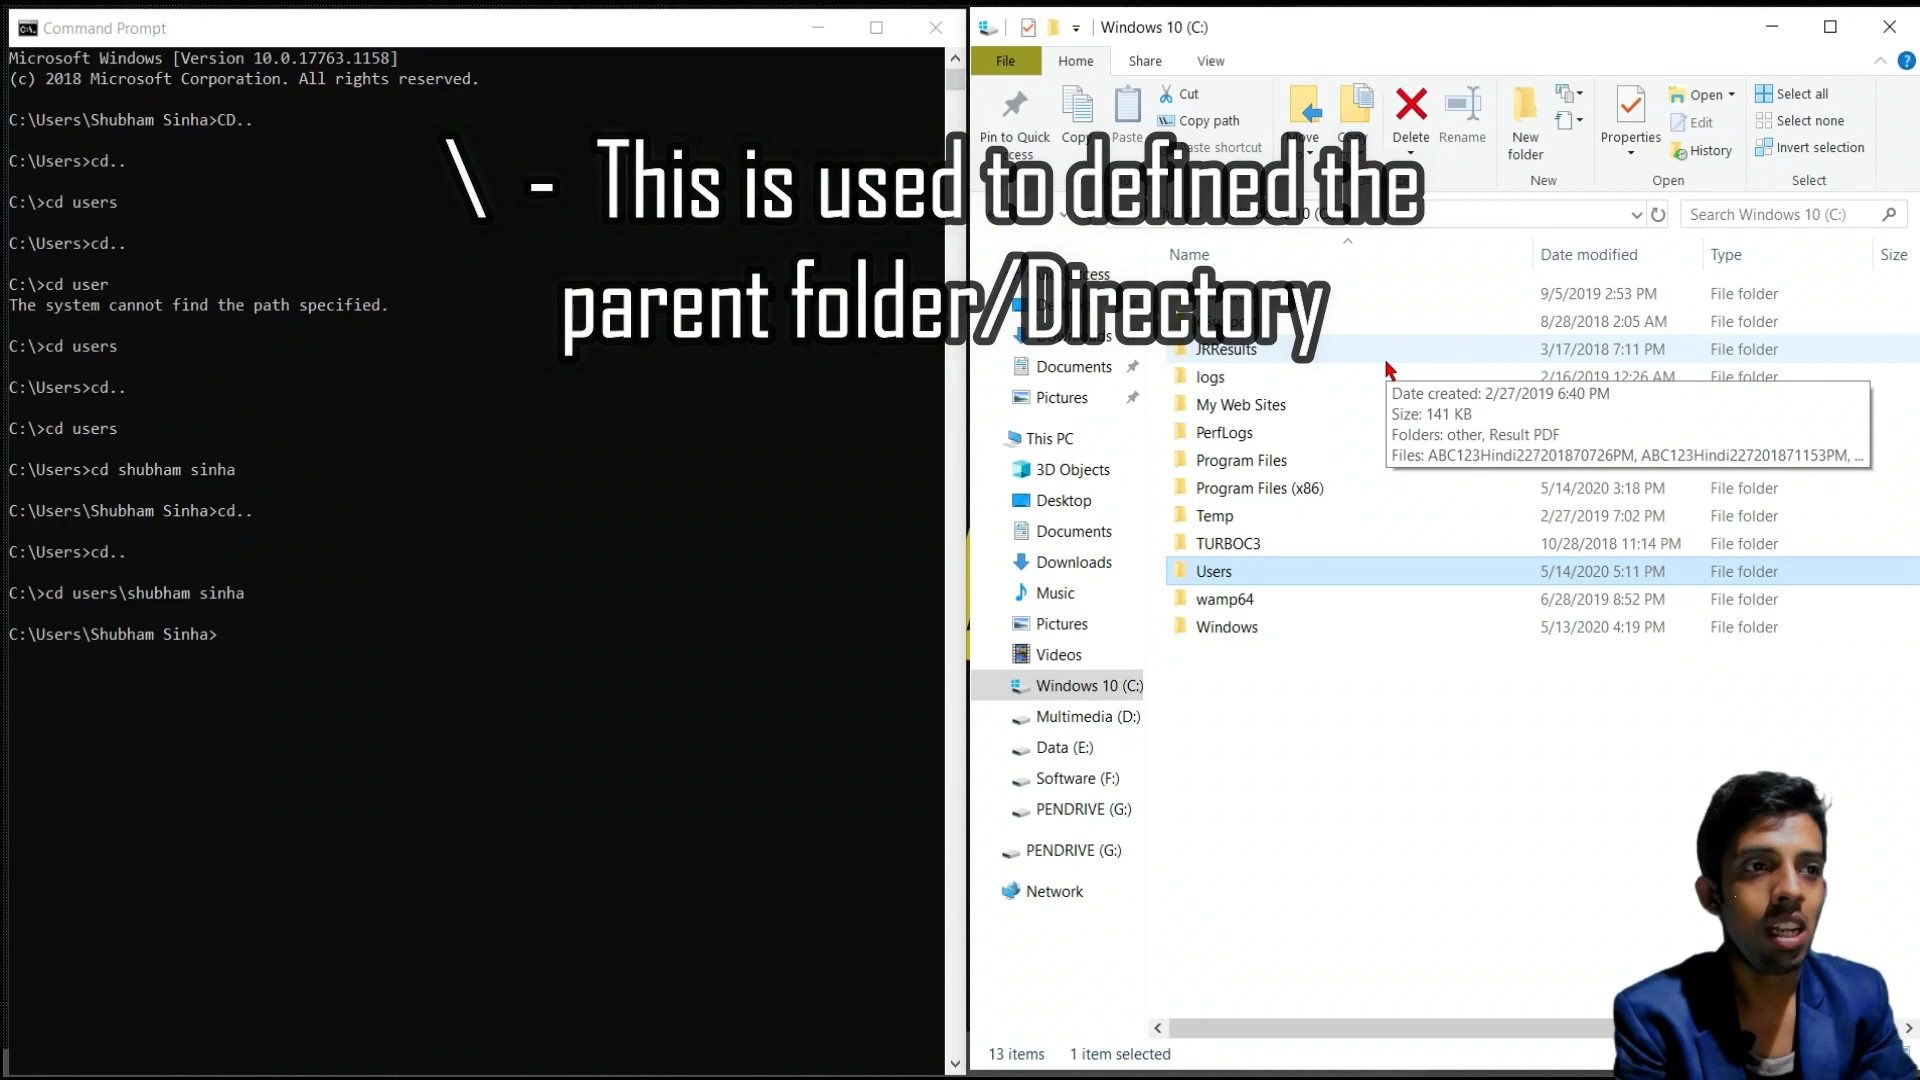 Command Prompt
Microsoft Windows [Version 10.0.17763.1158]
(c) 2018 Microsoft Corporation. All rights reserved.
C:\Users\Shubham Sinha>CD..
C:\Users>cd..
C:\>cd users
C:\Users>cd..
C:\>cd user
The system cannot find the path specified.
C:\>cd users
C:\Users>cd..
C:\>cd users
C:\Users>cd shubham sinha
C:\Users\Shubham Sinha>cd..
C:\Users>cd..
C:\>cd users\shubham sinha
C:\Users\Shubham Sinha>
\ - This is used to defined the
parent folder/Directory
Windows 10 (C:)
File Home Share View
Pin to Quick
Copy
Paste
Cut
Copy path
shortcut
Delete
Rename
New
folder
New
Properties
Open
Edit
History
Open
Select all
Select none
Invert selection
Select
Search Windows 10 (C:)
Name Date modified Type Size
9/5/2019 2:53 PM File folder
8/28/2018 2:05 AM File folder
JRResults 3/17/2018 7:11 PM File folder
logs 2/16/2019 12:26 AM File folder
My Web Sites
PerfLogs
Program Files
Program Files (x86) 5/14/2020 3:18 PM File folder
Temp 2/27/2019 7:02 PM File folder
TURBOC3 10/28/2018 11:14 PM File folder
Users 5/14/2020 5:11 PM File folder
wamp64 6/28/2019 8:52 PM File folder
Windows 5/13/2020 4:19 PM File folder
Date created: 2/27/2019 6:40 PM
Size: 141 KB
Folders: other, Result PDF
Files: ABC123Hindi227201870726PM, ABC123Hindi227201871153PM, ...
Documents
Pictures
This PC
3D Objects
Desktop
Documents
Downloads
Music
Pictures
Videos
Windows 10 (C:)
Multimedia (D:)
Data (E:)
Software (F:)
PENDRIVE (G:)
PENDRIVE (G:)
Network
13 items 1 item selected